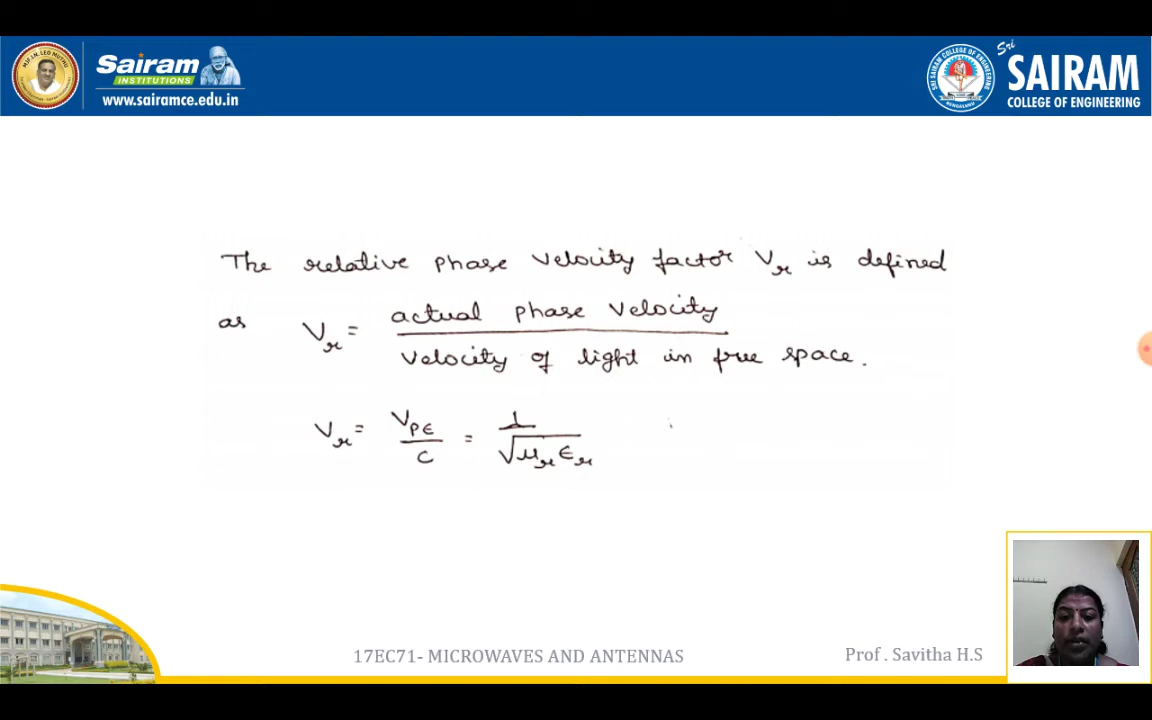 Sairam
INSTITUTIONS
www.sairamce.edu.in
Sri
SAIRAM
COLLEGE OF ENGINEERING
The relative phase velocity factor Vr is defined
as Vr = actual phase velocity / velocity of light in free space.
Vr = Vpϵ / c = 1 / √μr ϵr
17EC71- MICROWAVES AND ANTENNAS
Prof . Savitha H.S